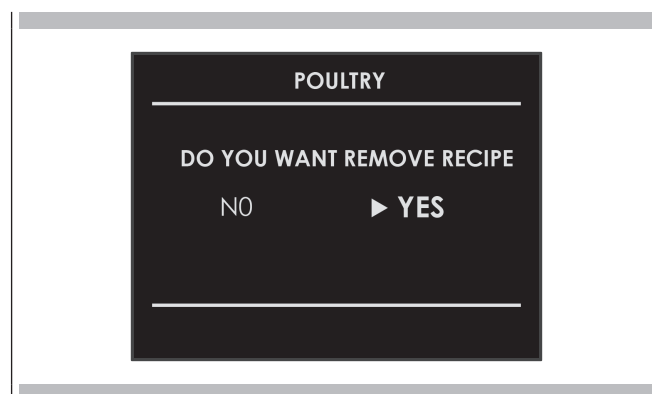 POULTRY
DO YOU WANT REMOVE RECIPE
N0 ▶ YES